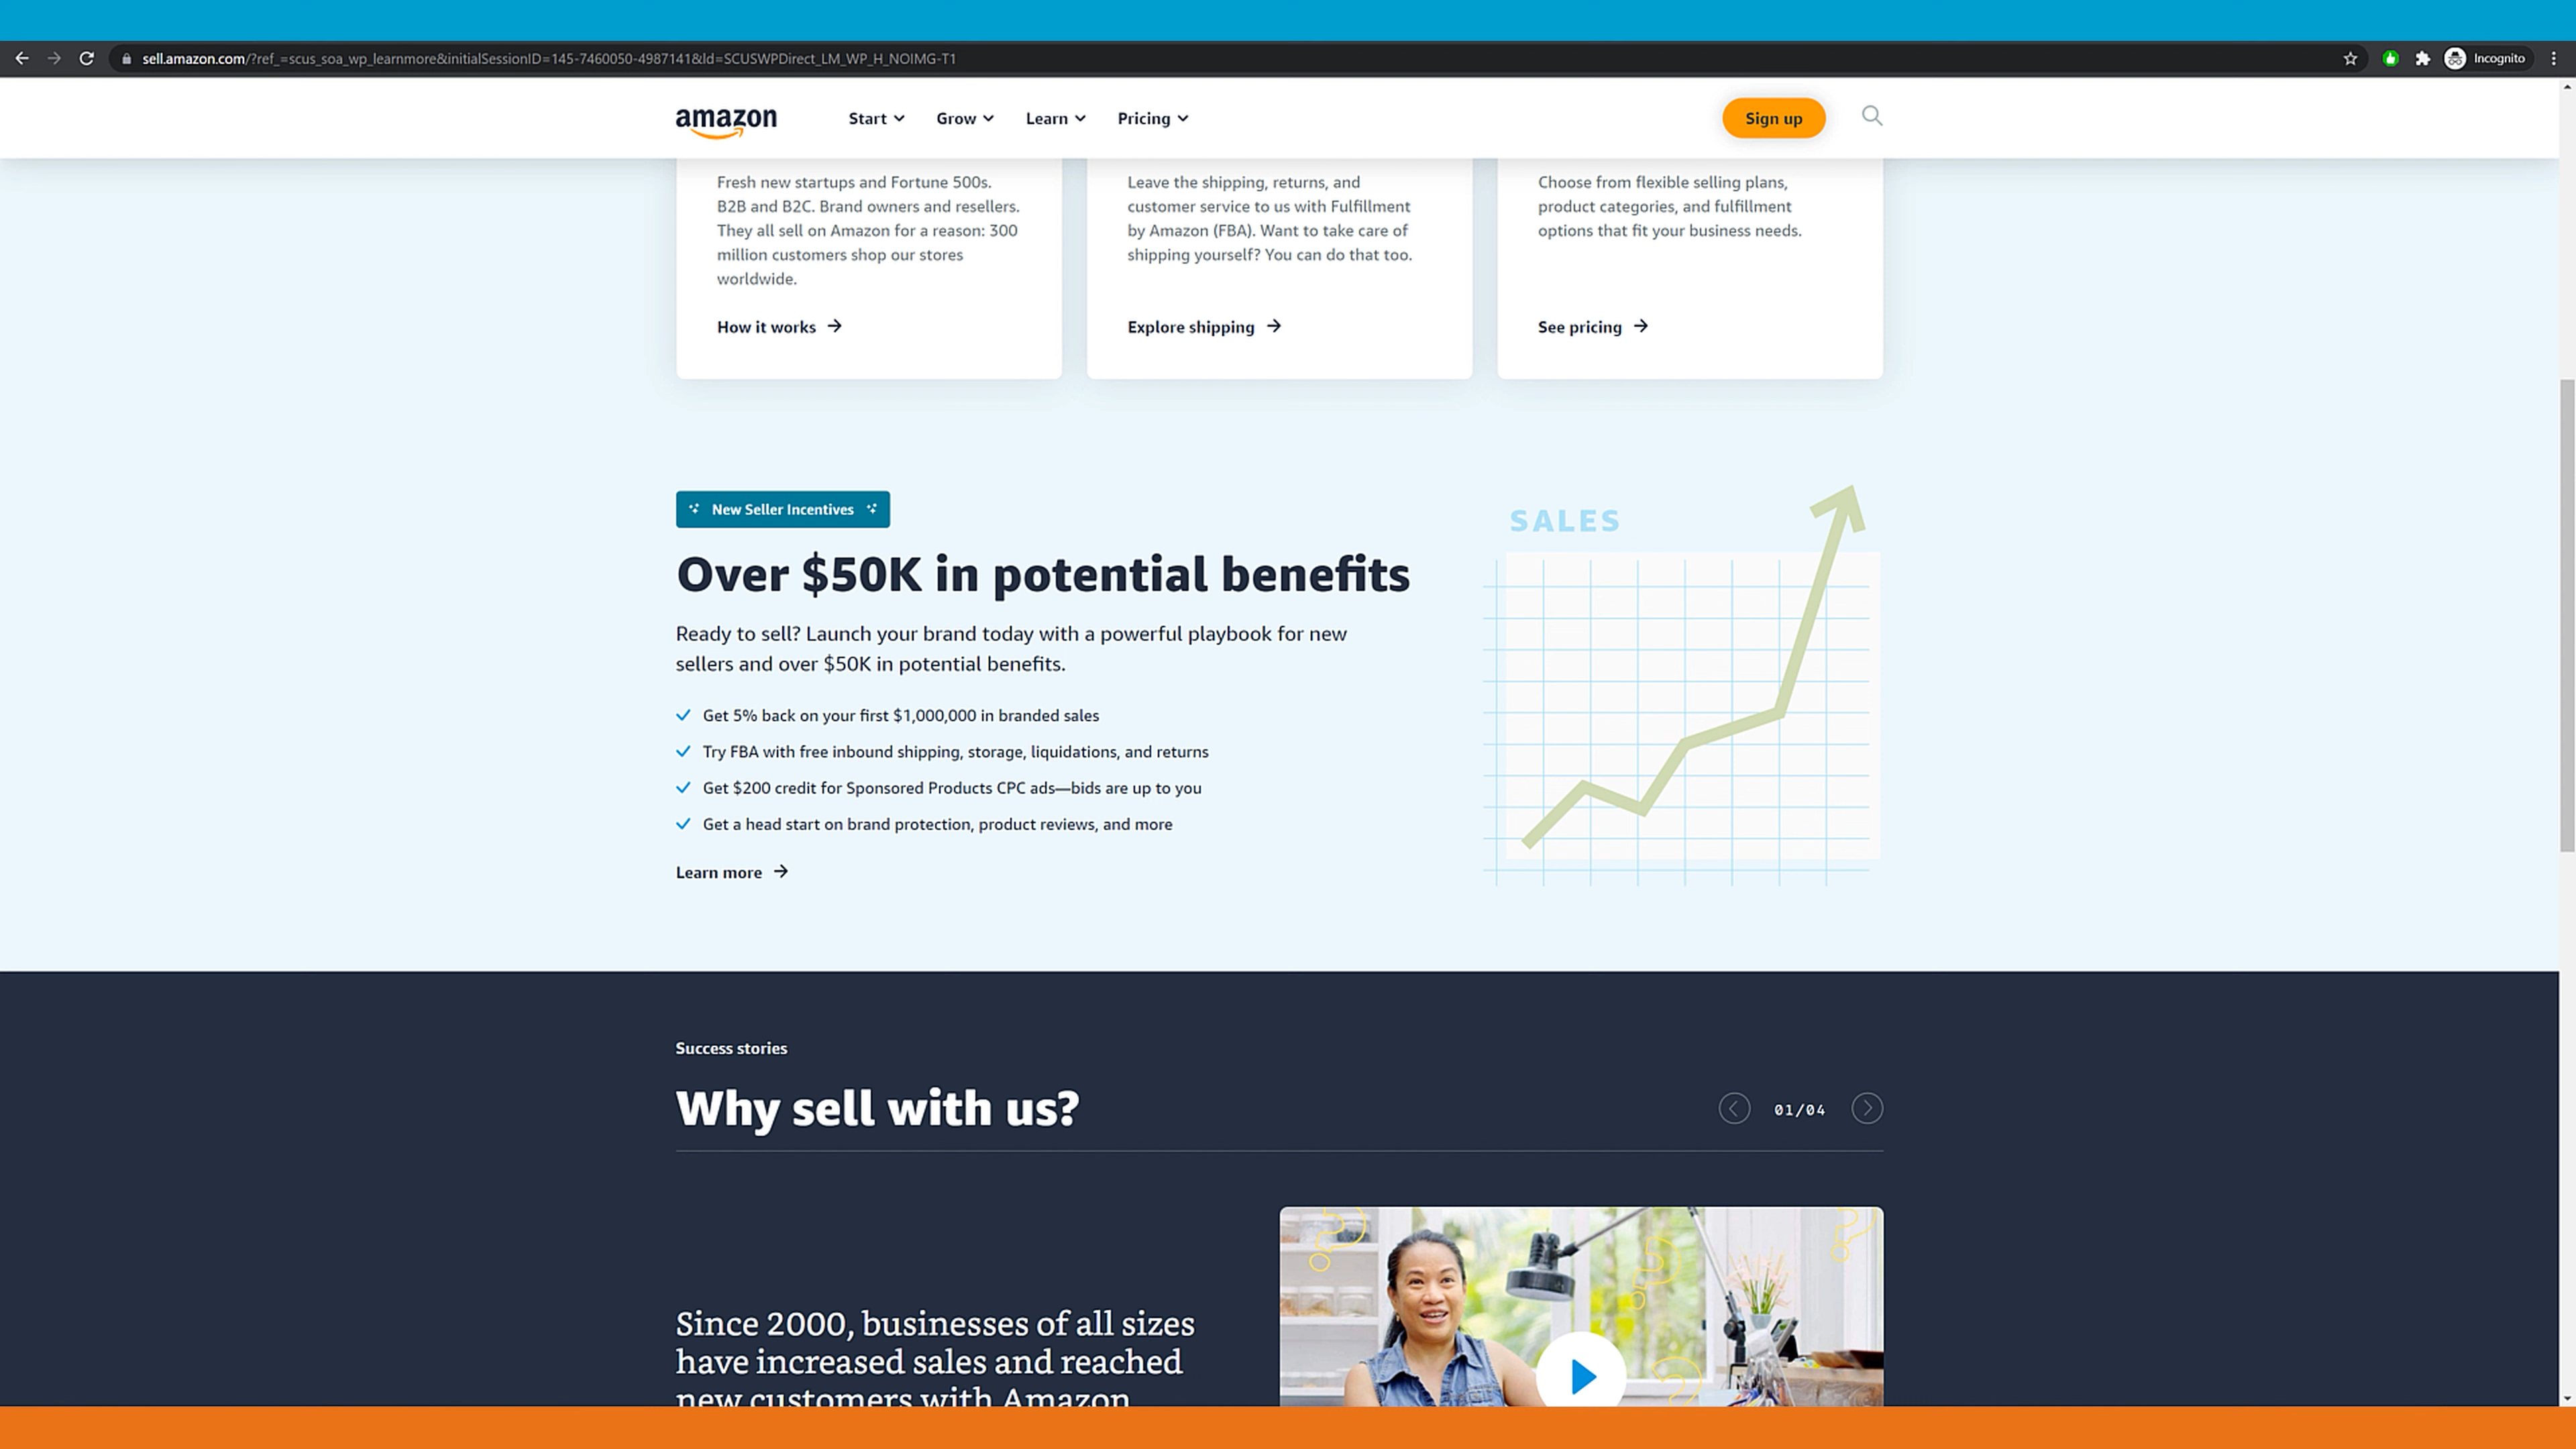 sell.amazon.com/?ref_=scus_soa_wp_learnmore&initialSessionID=145-7460050-4987141&ld=SCUSWPDirect_LM_WP_H_NOIMG-T1
Incognito
amazon
Start
Grow
Learn
Pricing
Sign up
Fresh new startups and Fortune 500s.
B2B and B2C. Brand owners and resellers.
They all sell on Amazon for a reason: 300
million customers shop our stores
worldwide.
How it works
Leave the shipping, returns, and
customer service to us with Fulfillment
by Amazon (FBA). Want to take care of
shipping yourself? You can do that too.
Explore shipping
Choose from flexible selling plans,
product categories, and fulfillment
options that fit your business needs.
See pricing
New Seller Incentives
Over $50K in potential benefits
Ready to sell? Launch your brand today with a powerful playbook for new
sellers and over $50K in potential benefits.
Get 5% back on your first $1,000,000 in branded sales
Try FBA with free inbound shipping, storage, liquidations, and returns
Get $200 credit for Sponsored Products CPC ads—bids are up to you
Get a head start on brand protection, product reviews, and more
Learn more
SALES
Success stories
Why sell with us?
01/04
Since 2000, businesses of all sizes
have increased sales and reached
new customers with Amazon